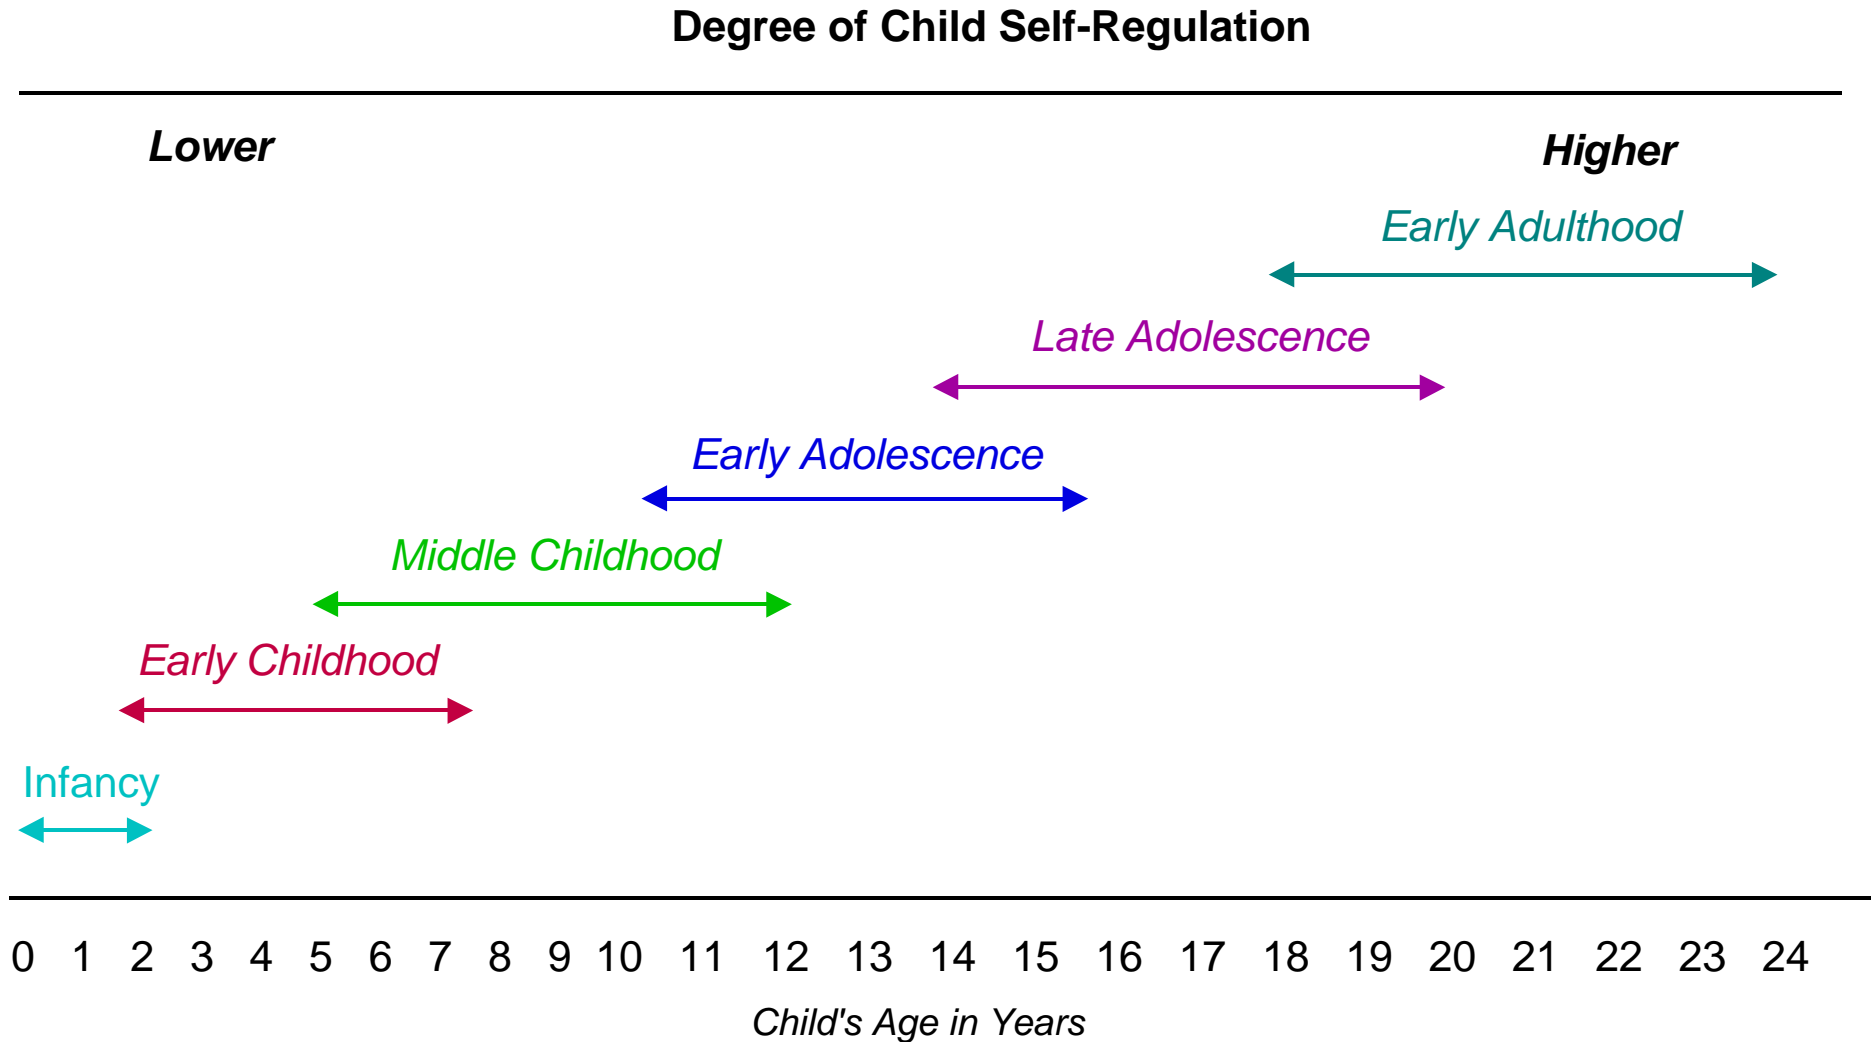 Degree of Child Self-Regulation
Lower Higher
Early Adulthood
Late Adolescence
Early Adolescence
Middle Childhood
Early Childhood
Infancy
0 1 2 3 4 5 6 7 8 9 10 11 12 13 14 15 16 17 18 19 20 21 22 23 24
Child's Age in Years